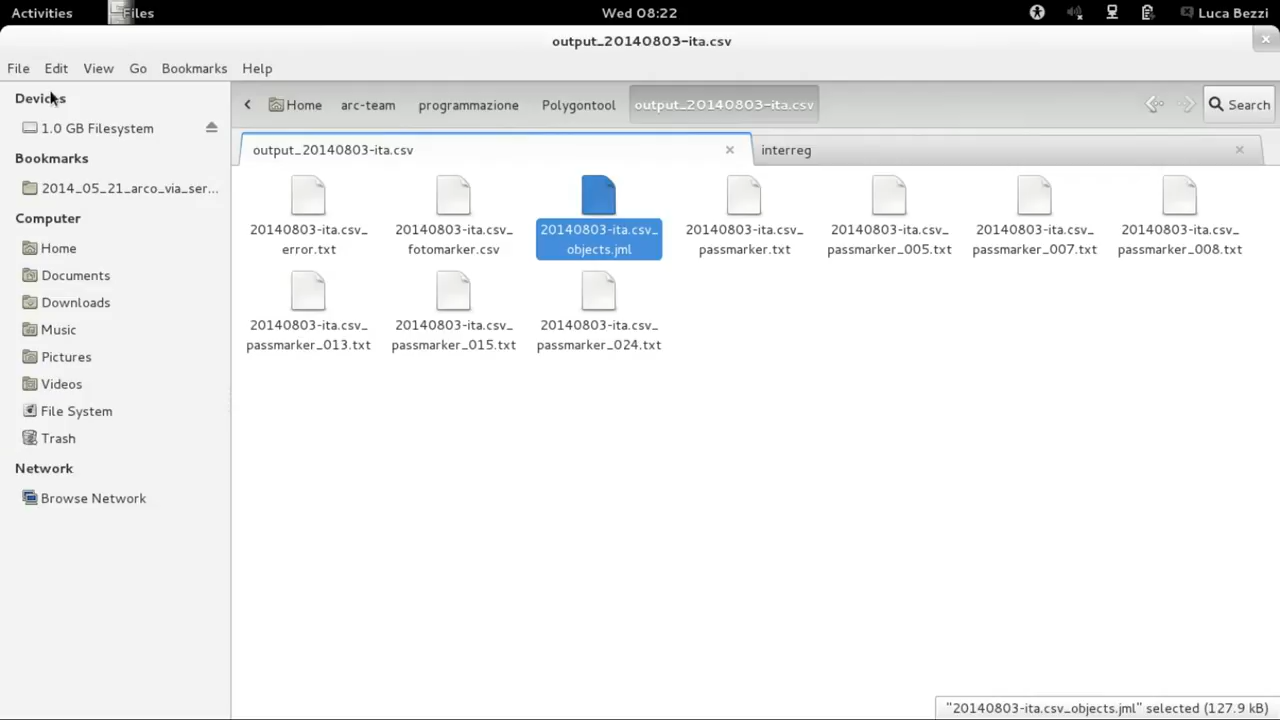 Activities
Files
Wed 08:22
Luca Bezzi
output_20140803-ita.csv
File Edit View Go Bookmarks Help
Devices
1.0 GB Filesystem
Bookmarks
2014_05_21_arco_via_ser...
Computer
Home
Documents
Downloads
Music
Pictures
Videos
File System
Trash
Network
Browse Network
Home arc-team programmazione Polygontool output_20140803-ita.csv
Search
output_20140803-ita.csv
interreg
20140803-ita.csv_
error.txt
20140803-ita.csv_
fotomarker.csv
20140803-ita.csv_
objects.jml
20140803-ita.csv_
passmarker.txt
20140803-ita.csv_
passmarker_005.txt
20140803-ita.csv_
passmarker_007.txt
20140803-ita.csv_
passmarker_008.txt
20140803-ita.csv_
passmarker_013.txt
20140803-ita.csv_
passmarker_015.txt
20140803-ita.csv_
passmarker_024.txt
"20140803-ita.csv_objects.jml" selected (127.9 kB)